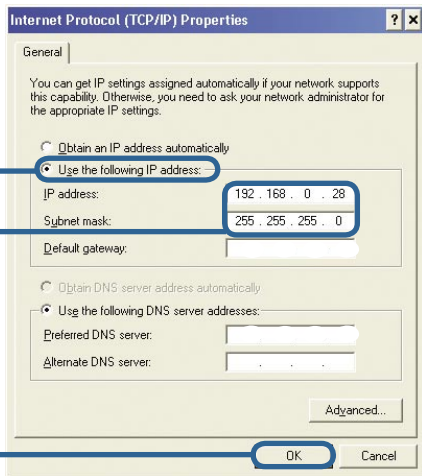 Internet Protocol (TCP/IP) Properties
General
You can get IP settings assigned automatically if your network supports
this capability. Otherwise, you need to ask your network administrator for
the appropriate IP settings.
Obtain an IP address automatically
Use the following IP address:
IP address: 192 . 168 . 0 . 28
Subnet mask: 255 . 255 . 255 . 0
Default gateway:
Obtain DNS server address automatically
Use the following DNS server addresses:
Preferred DNS server:
Alternate DNS server: . . .
Advanced...
OK Cancel